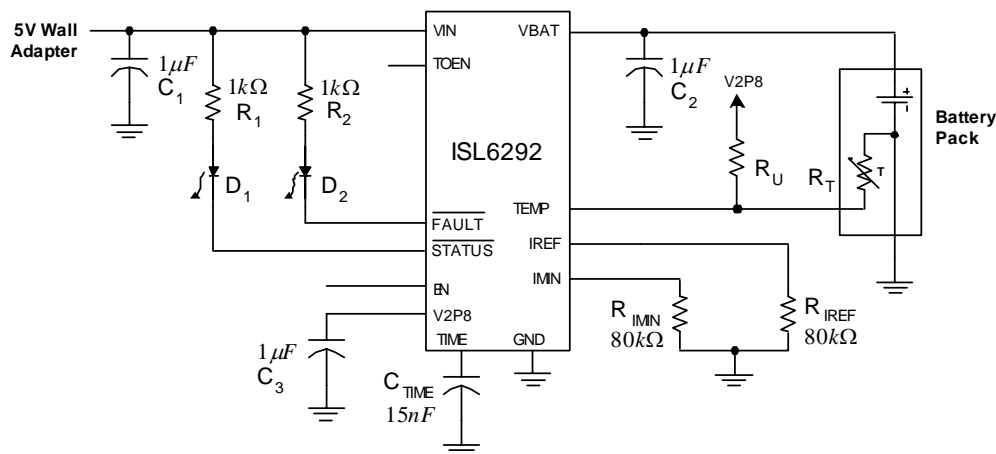 5V Wall
Adapter
1μF
C1
1kΩ
R1
1kΩ
R2
D1
D2
VIN
TOEN
FAULT
STATUS
EN
V2P8
TIME
GND
ISL6292
VBAT
TEMP
IREF
IMIN
1μF
C2
V2P8
RU
RT
T
+
Battery
Pack
RIMIN
80kΩ
RIREF
80kΩ
1μF
C3
CTIME
15nF